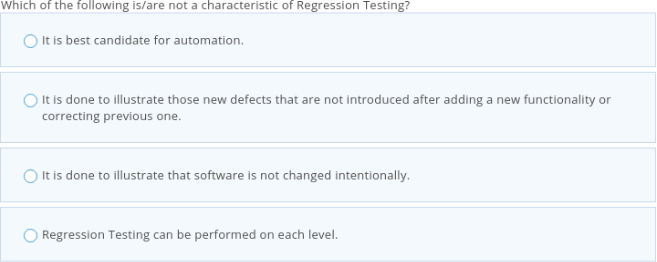 Which of the following is/are not a characteristic of Regression Testing?
It is best candidate for automation.
It is done to illustrate those new defects that are not introduced after adding a new functionality or
correcting previous one.
It is done to illustrate that software is not changed intentionally.
Regression Testing can be performed on each level.